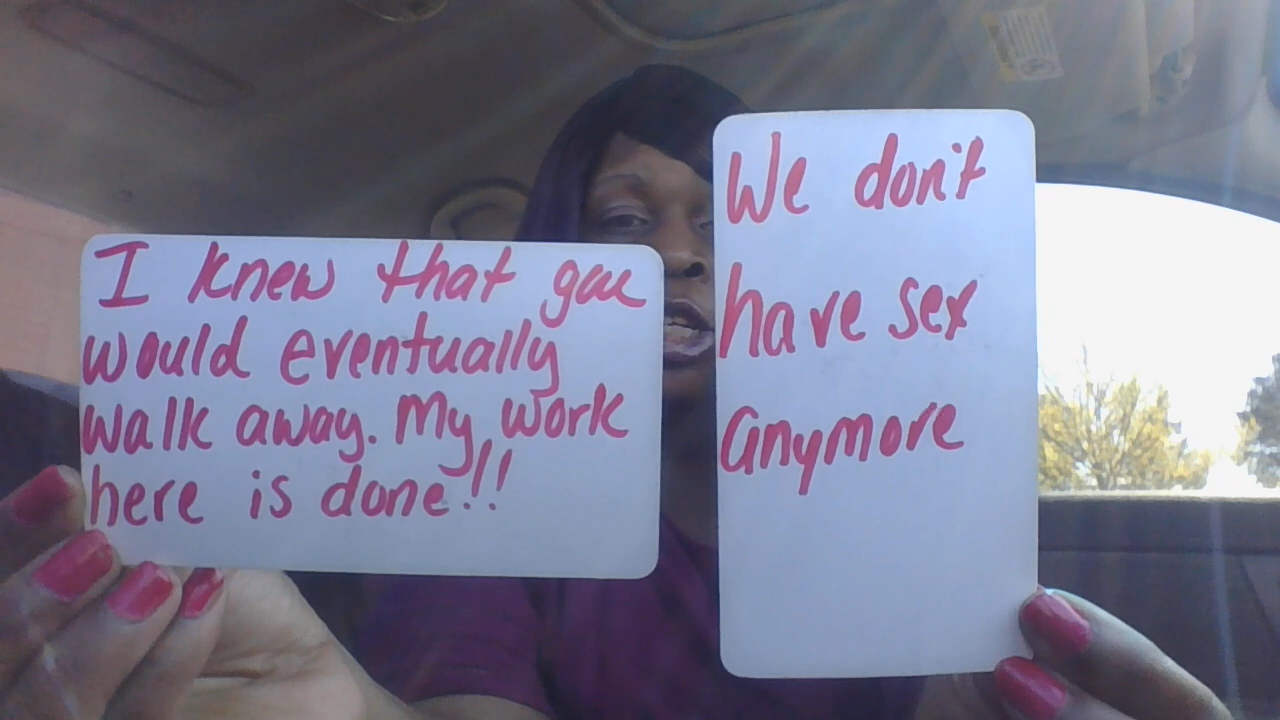 I knew that you
would eventually
walk away. My work
here is done!!
We don't
have sex
anymore